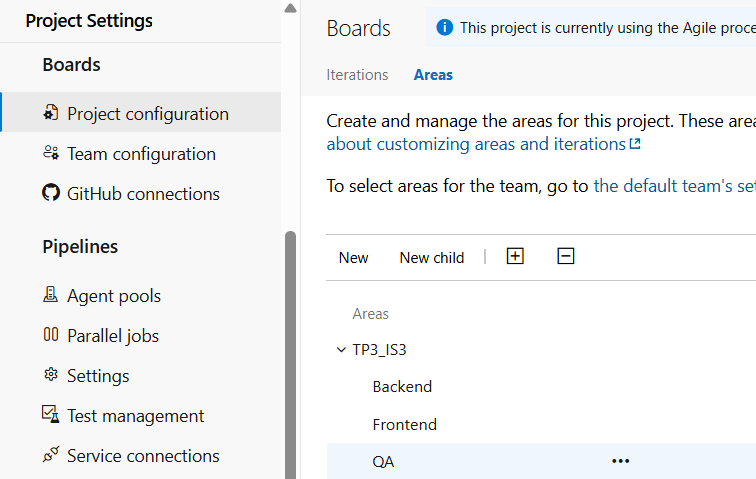 Project Settings
Boards
Project configuration
Team configuration
GitHub connections
Pipelines
Agent pools
Parallel jobs
Settings
Test management
Service connections
Boards
This project is currently using the Agile proce
Iterations
Areas
Create and manage the areas for this project. These area
about customizing areas and iterations
To select areas for the team, go to the default team's set
New
New child
Areas
TP3_IS3
Backend
Frontend
QA